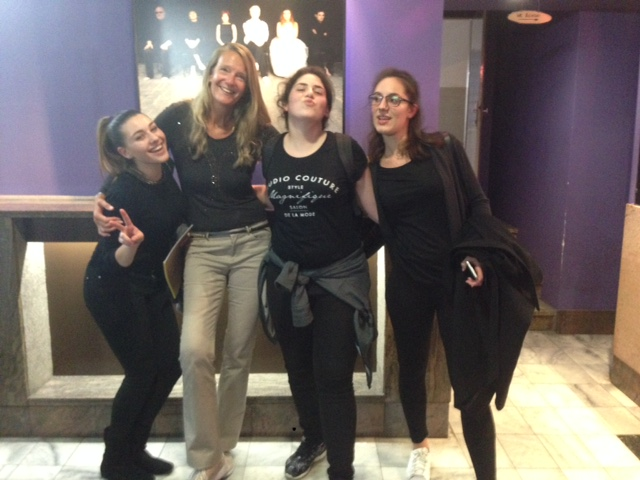 UDIO COUTURE
STYLE
Magnifique
SALON
DE LA MODE